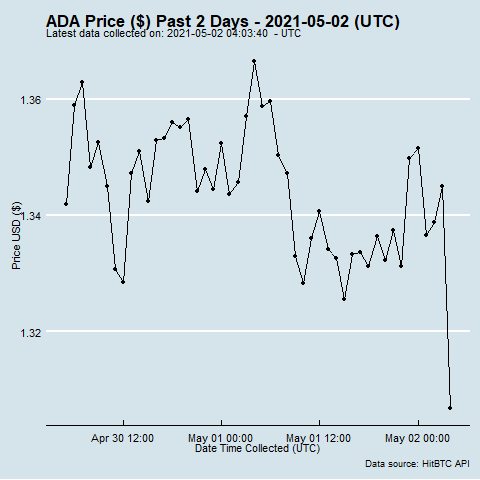 ADA Price ($) Past 2 Days - 2021-05-02 (UTC)
Latest data collected on: 2021-05-02 04:03:40 - UTC
1.36
1.34
1.32
Price USD ($)
Apr 30 12:00 May 01 00:00 May 01 12:00 May 02 00:00
Date Time Collected (UTC)
Data source: HitBTC API